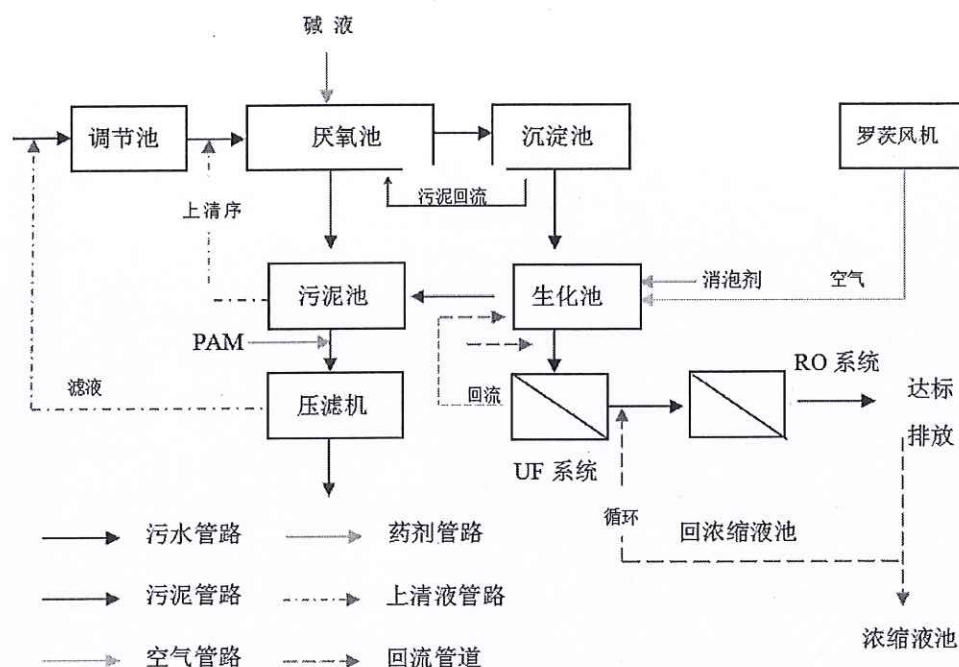 碱 液
调节池
厌氧池
沉淀池
罗茨风机
污泥回流
上清序
污泥池
生化池
消泡剂
空气
PAM
滤液
压滤机
回流
RO 系统
达标
排放
UF 系统
循环
回浓缩液池
污水管路
药剂管路
污泥管路
上清液管路
浓缩液池
空气管路
回流管道